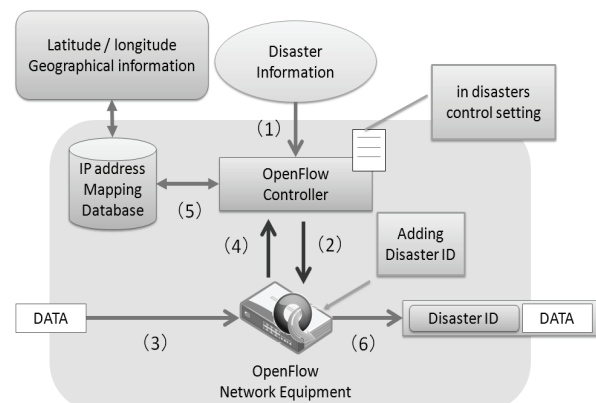 Latitude / longitude
Geographical information
Disaster
Information
in disasters
control setting
(1)
IP address
Mapping
Database
OpenFlow
Controller
(5)
(4)
(2)
Adding
Disaster ID
DATA
(3)
(6)
Disaster ID
DATA
OpenFlow
Network Equipment